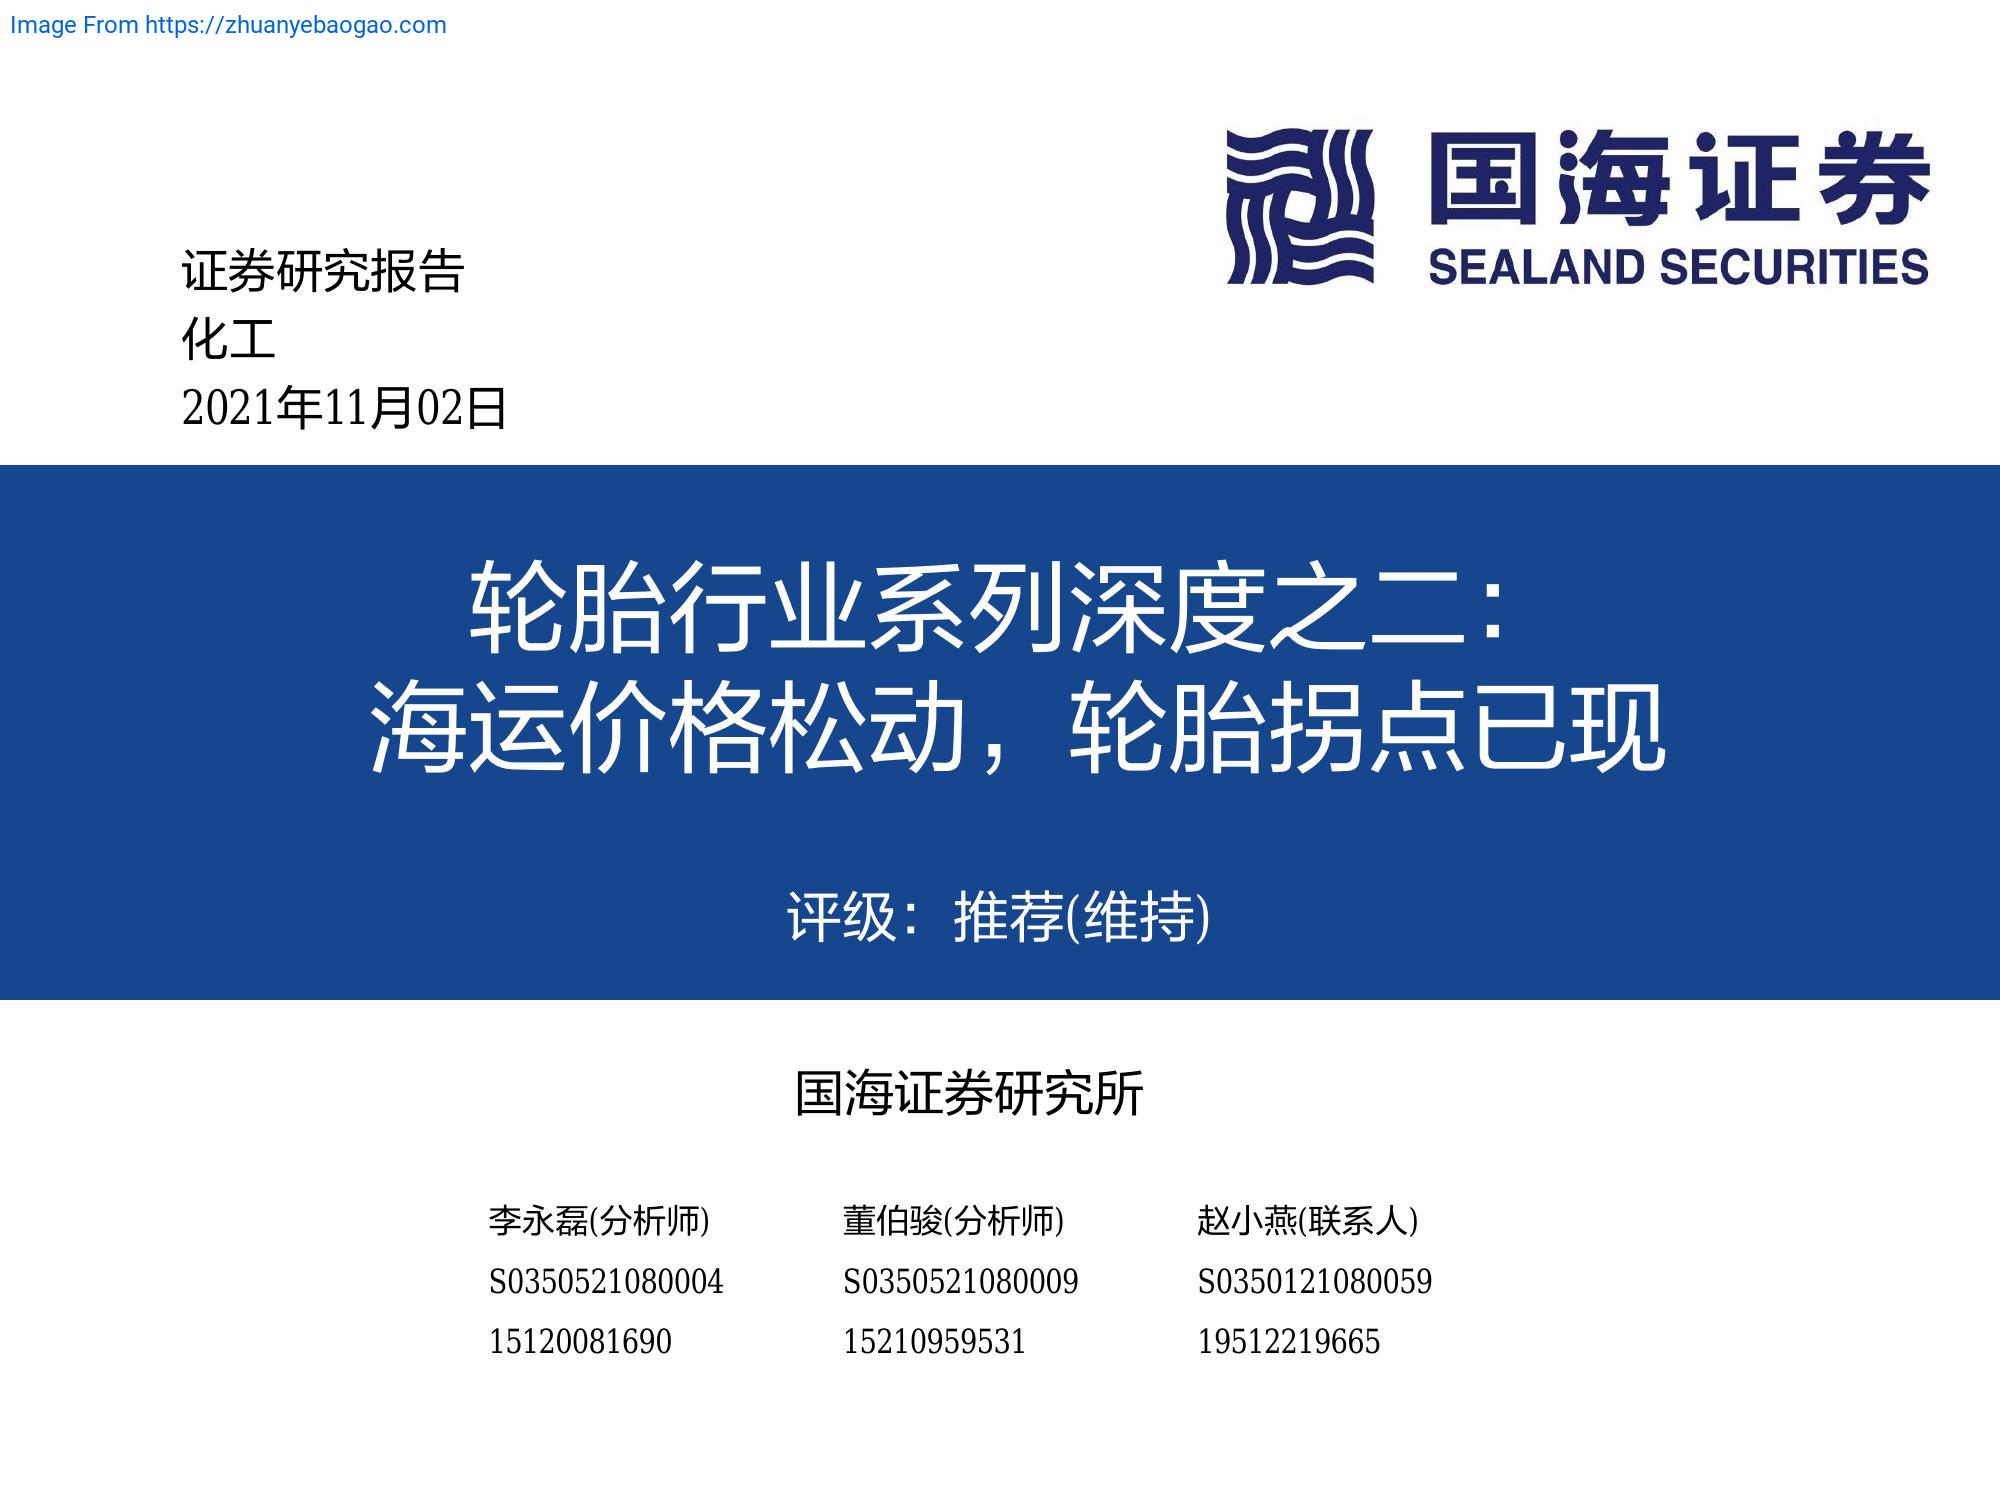 Image From https://zhuanyebaogao.com
国海证券
SEALAND SECURITIES
证券研究报告
化工
2021年11月02日
轮胎行业系列深度之二：
海运价格松动，轮胎拐点已现
评级：推荐(维持)
国海证券研究所
李永磊(分析师) 董伯骏(分析师) 赵小燕(联系人)
S0350521080004 S0350521080009 S0350121080059
15120081690 15210959531 19512219665